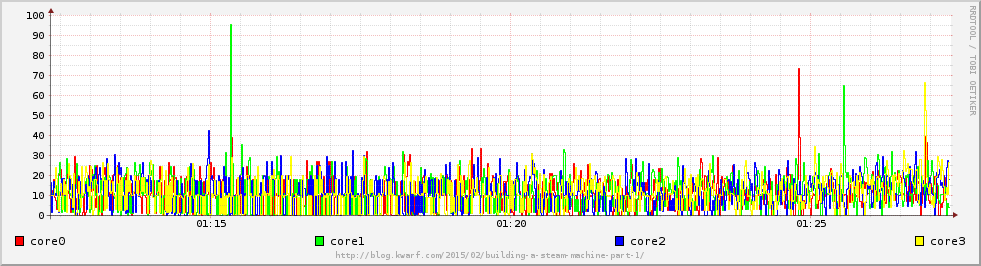 100
90
80
70
60
50
40
30
20
10
0
01:15 01:20 01:25
core0 core1 core2 core3
http://blog.kwarf.com/2015/02/building-a-steam-machine-part-1/
RRDTOOL / TOBI OETIKER